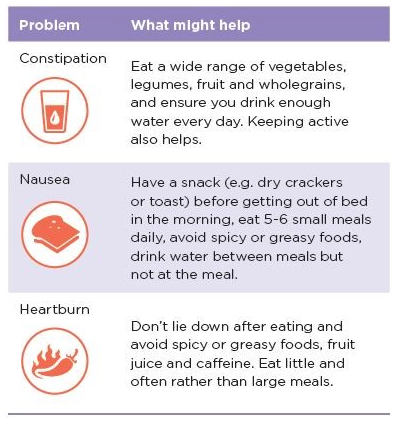 Problem
What might help
Constipation
Eat a wide range of vegetables,
legumes, fruit and wholegrains,
and ensure you drink enough
water every day. Keeping active
also helps.
Nausea
Have a snack (e.g. dry crackers
or toast) before getting out of bed
in the morning, eat 5-6 small meals
daily, avoid spicy or greasy foods,
drink water between meals but
not at the meal.
Heartburn
Don't lie down after eating and
avoid spicy or greasy foods, fruit
juice and caffeine. Eat little and
often rather than large meals.